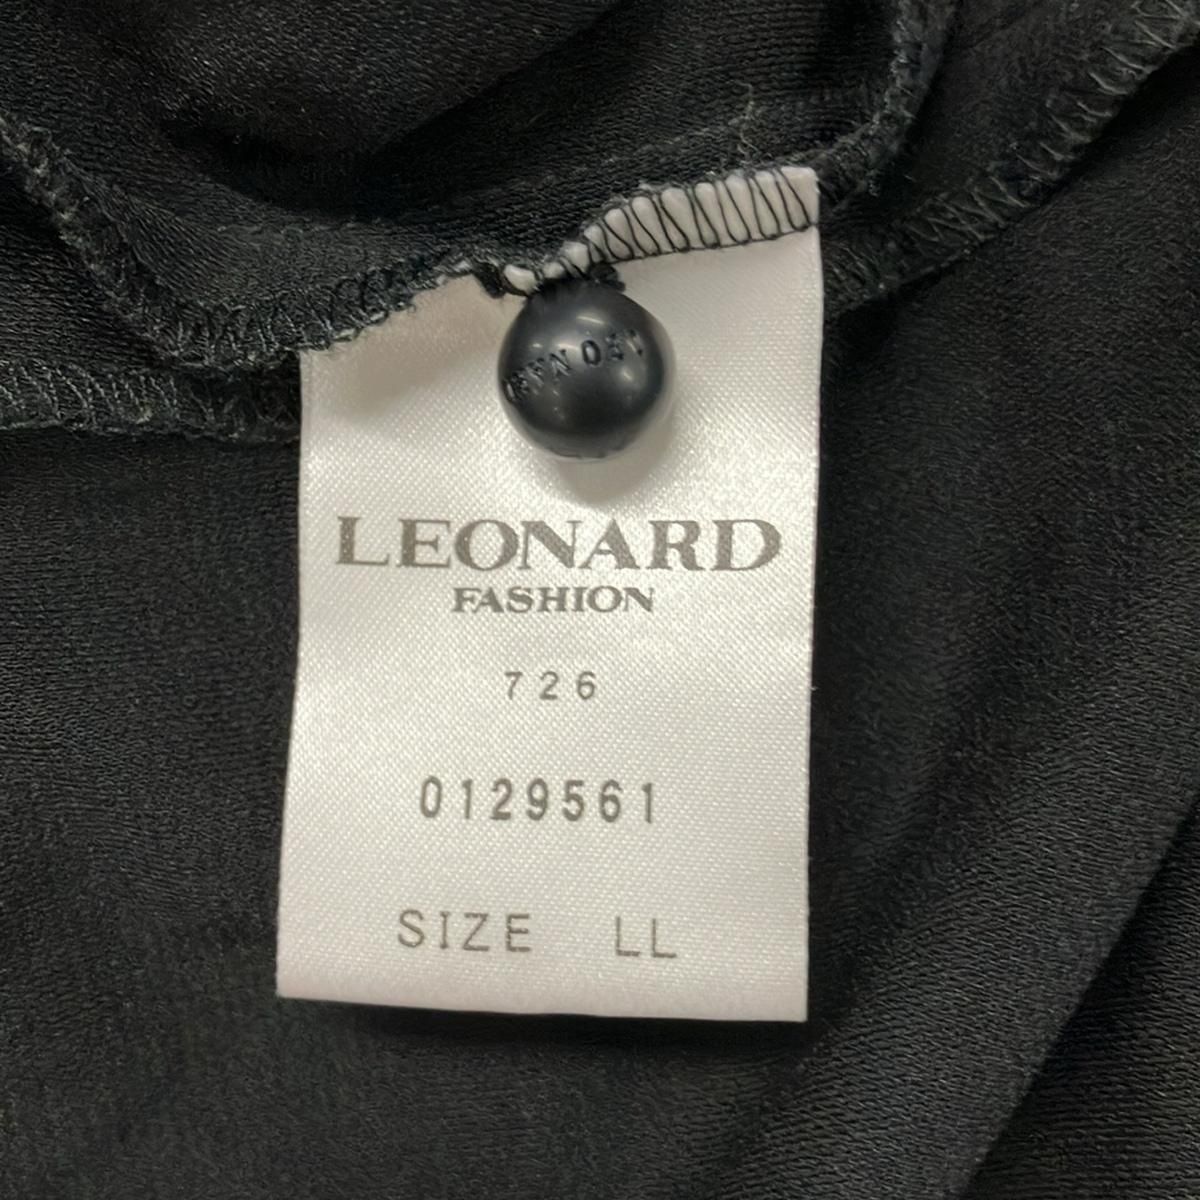 LEONARD
FASHION
726
0129561
SIZE LL